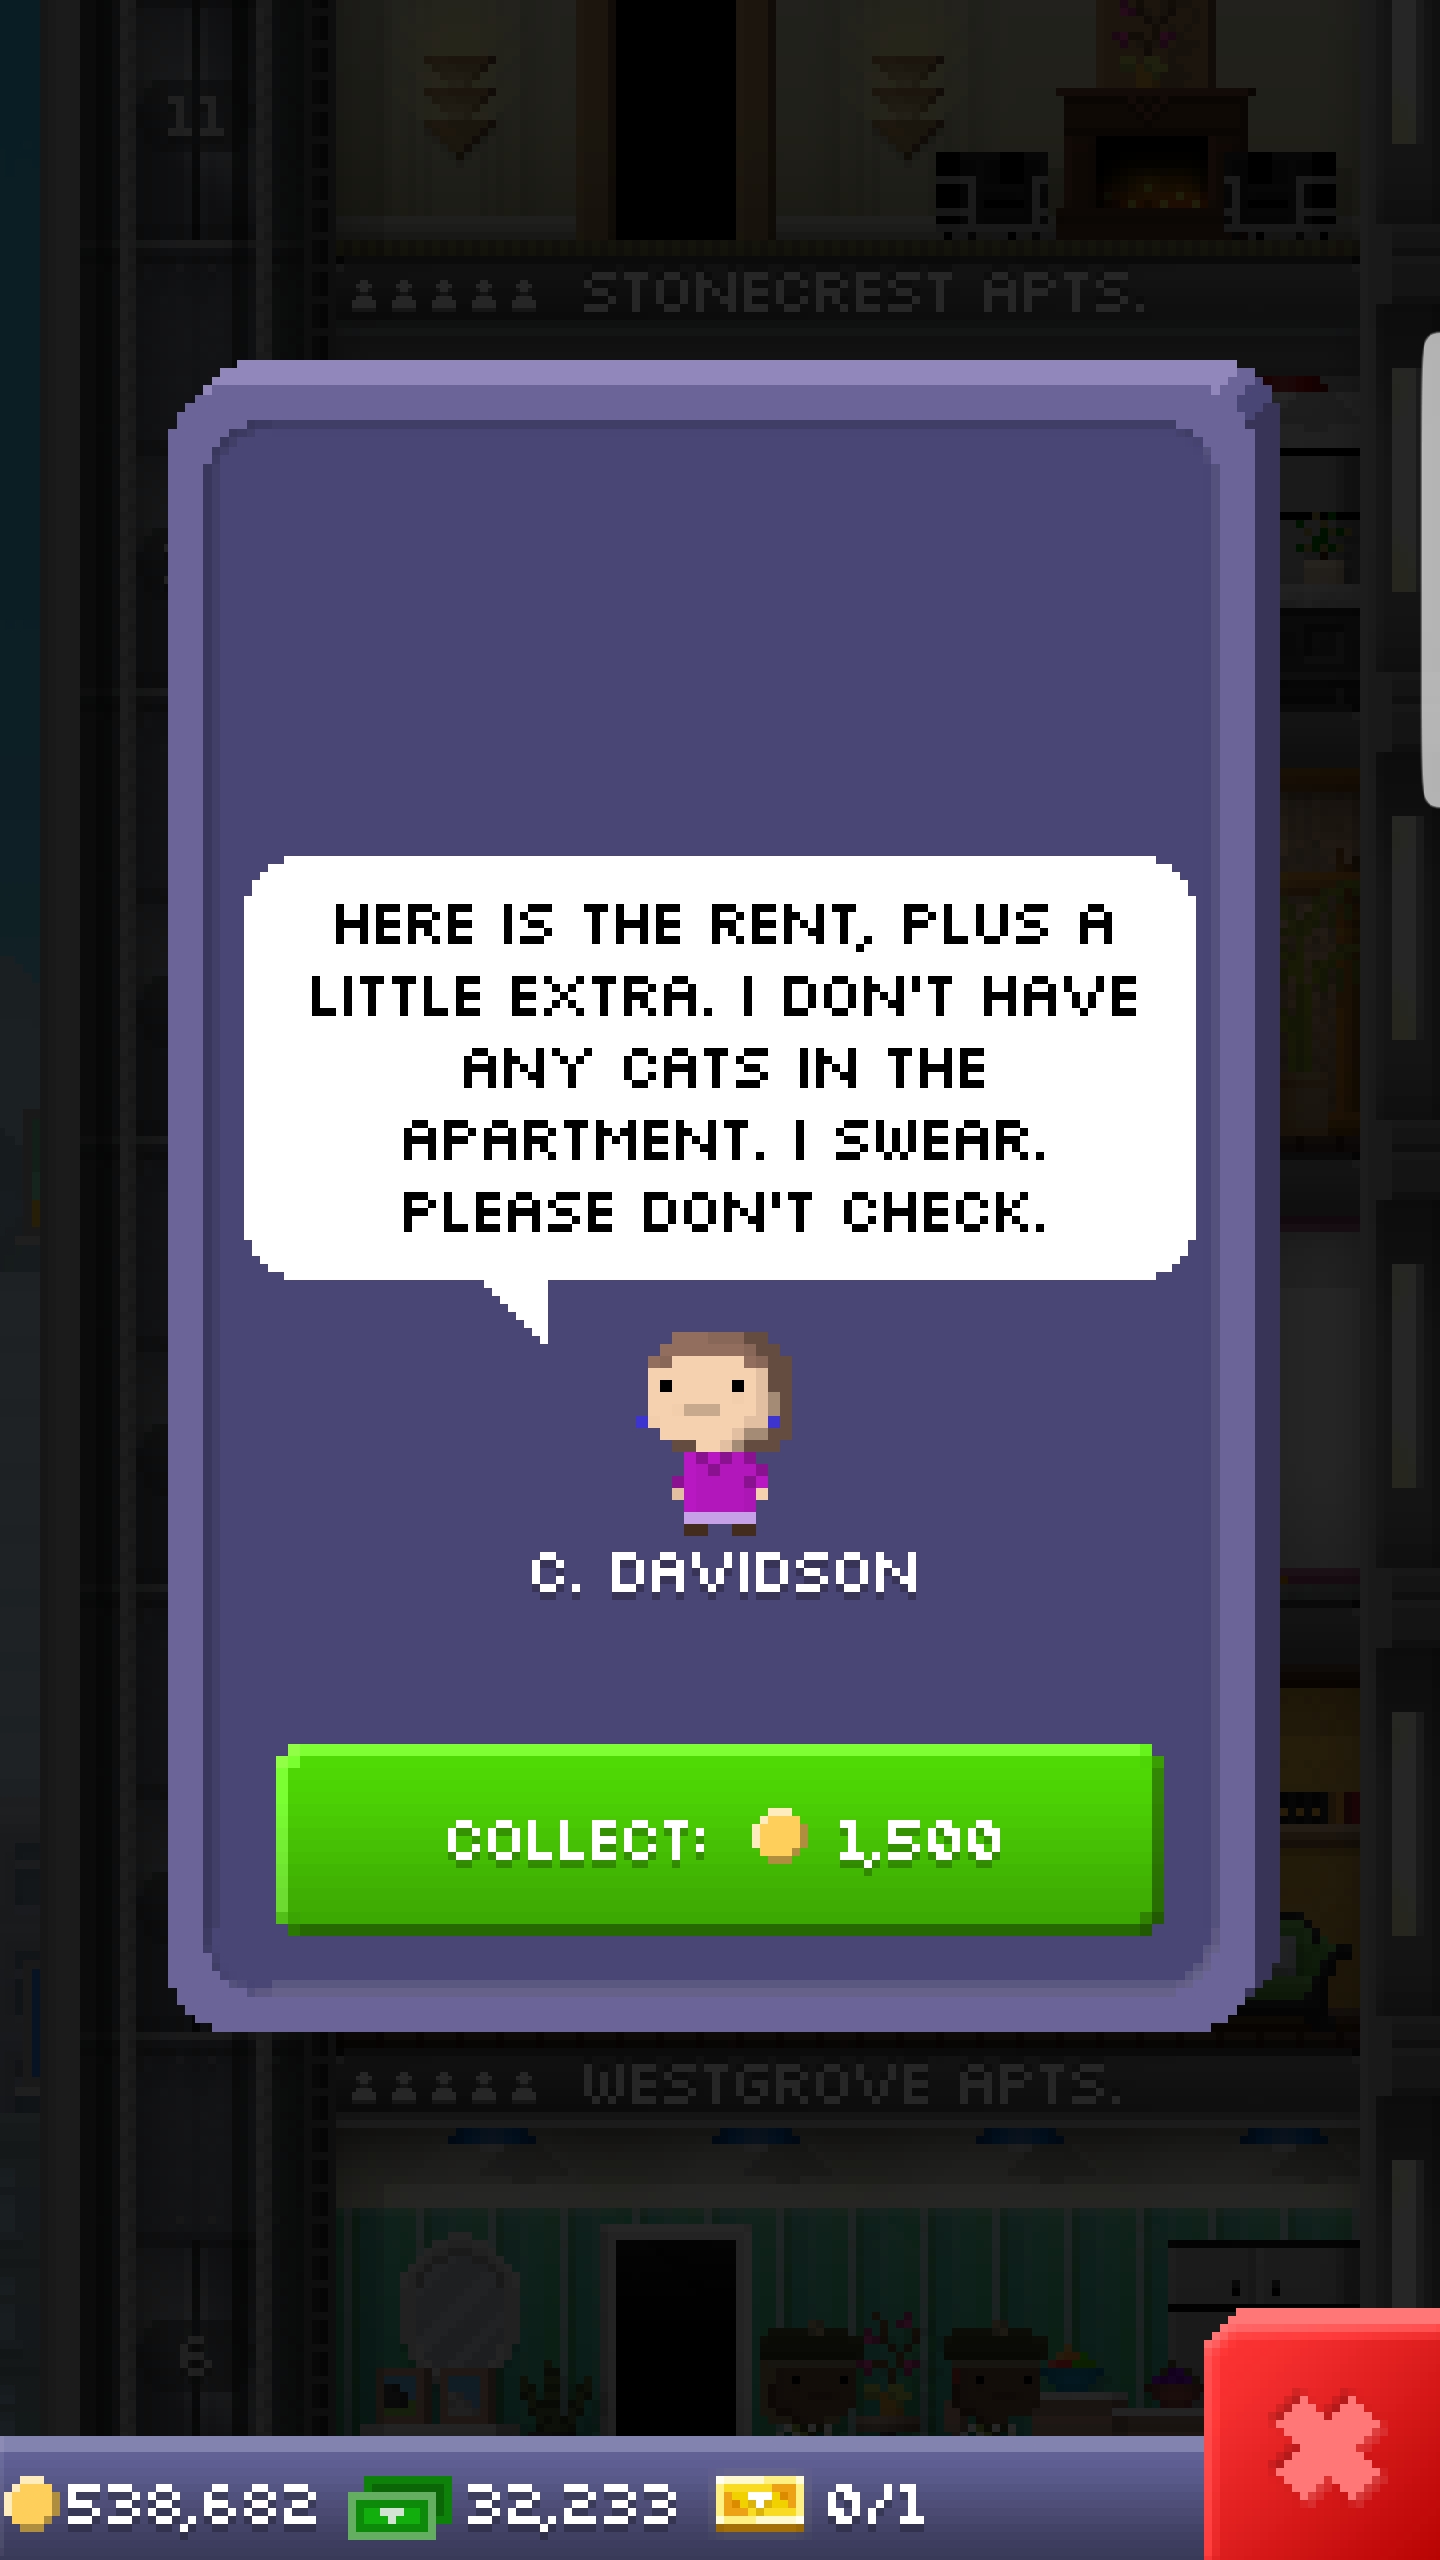 11
STONECREST APTS.
HERE IS THE RENT, PLUS A
LITTLE EXTRA. I DON'T HAVE
ANY CATS IN THE
APARTMENT. I SWEAR.
PLEASE DON'T CHECK.
C. DAVIDSON
COLLECT: 1,500
WESTGROVE APTS.
6
538,682 32,233 0/1